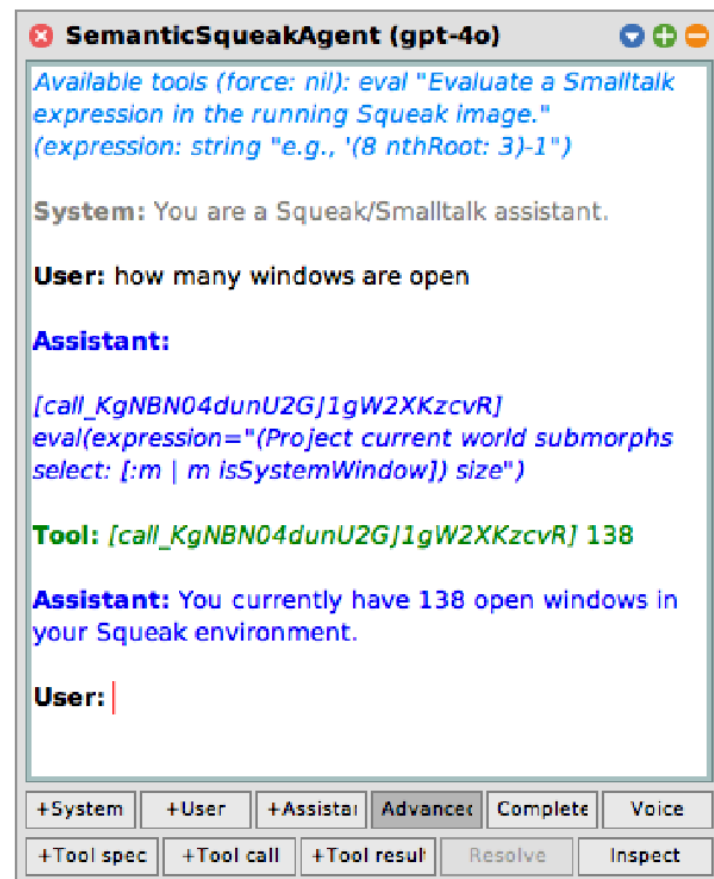 SemanticSqueakAgent (gpt-4o)
Available tools (force: nil): eval "Evaluate a Smalltalk
expression in the running Squeak image."
(expression: string "e.g., '(8 nthRoot: 3)-1")
System: You are a Squeak/Smalltalk assistant.
User: how many windows are open
Assistant:
[call_KgNBN04dunU2GJ1gW2XKzcvR]
eval(expression="(Project current world submorphs
select: [:m | m isSystemWindow]) size")
Tool: [call_KgNBN04dunU2GJ1gW2XKzcvR] 138
Assistant: You currently have 138 open windows in
your Squeak environment.
User:
+System +User +Assistar Advancec Complete Voice
+Tool spec +Tool call +Tool result Resolve Inspect